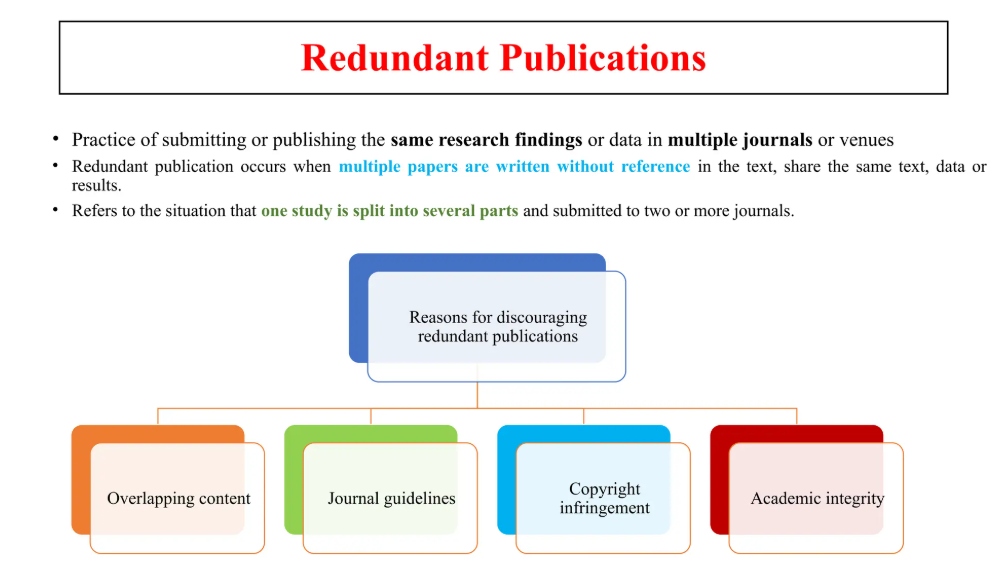 Redundant Publications
• Practice of submitting or publishing the same research findings or data in multiple journals or venues
• Redundant publication occurs when multiple papers are written without reference in the text, share the same text, data or
results.
• Refers to the situation that one study is split into several parts and submitted to two or more journals.
Reasons for discouraging
redundant publications
Overlapping content
Journal guidelines
Copyright
infringement
Academic integrity